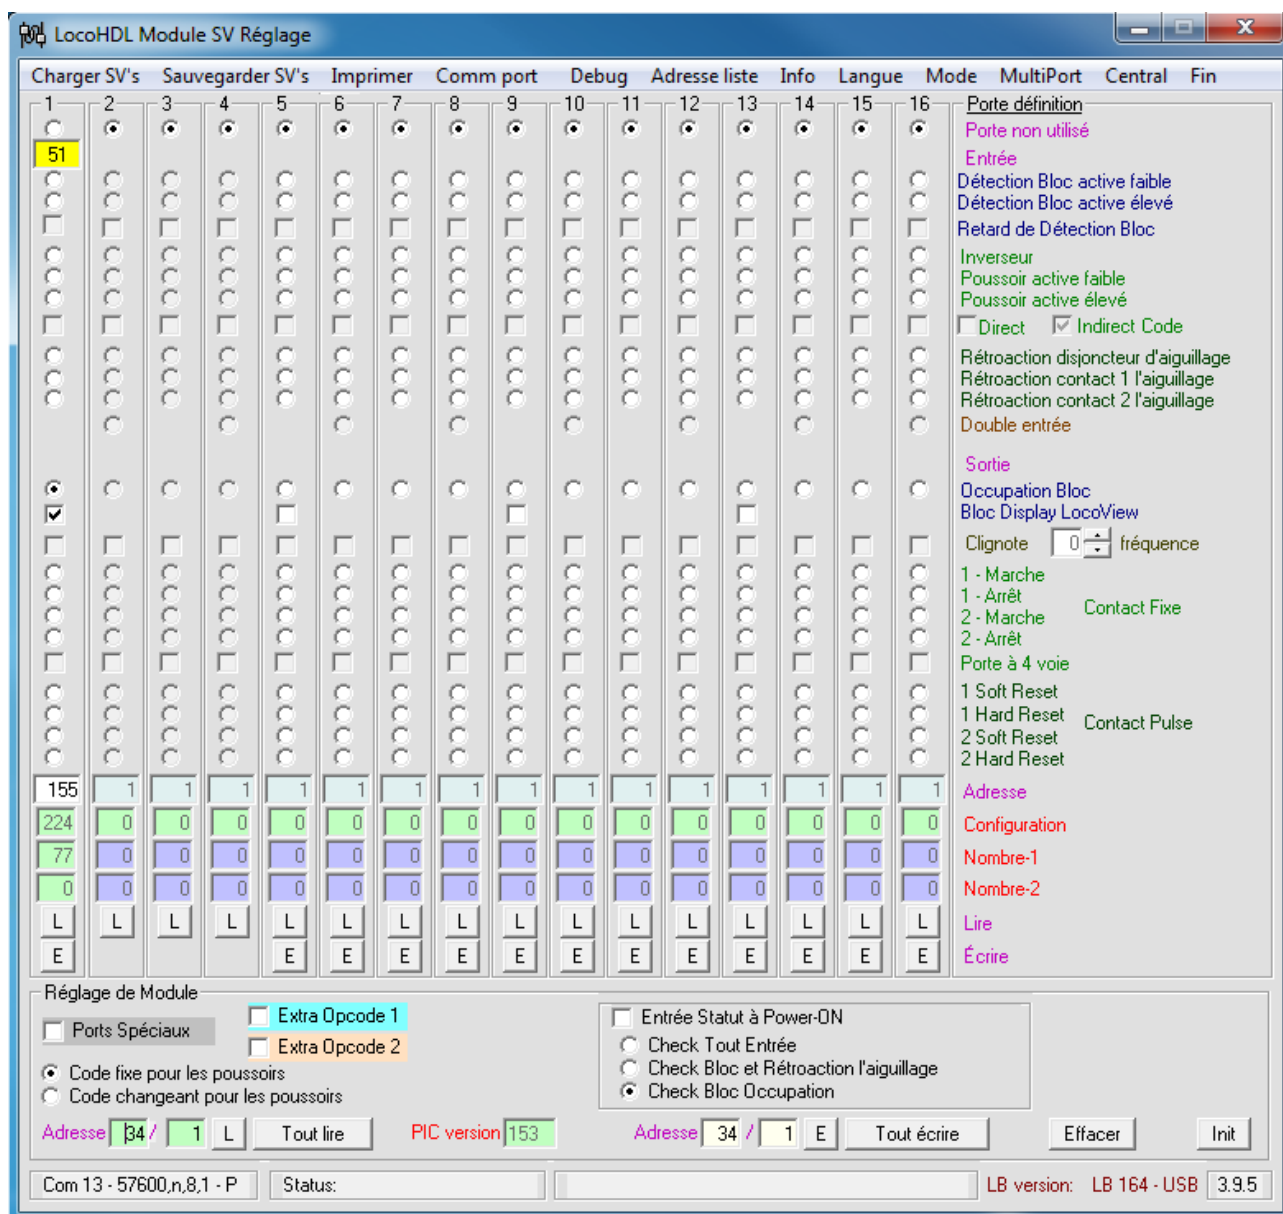 LocoHDL Module SV Réglage
Charger SV's Sauvegarder SV's Imprimer Comm port Debug Adresse liste Info Langue Mode MultiPort Central Fin
1 2 3 4 5 6 7 8 9 10 11 12 13 14 15 16 Porte définition
Porte non utilisé
51
Entrée
Détection Bloc active faible
Détection Bloc active élevé
Retard de Détection Bloc
Inverseur
Poussoir active faible
Poussoir active élevé
Direct Indirect Code
Rétroaction disjoncteur d'aiguillage
Rétroaction contact 1 l'aiguillage
Rétroaction contact 2 l'aiguillage
Double entrée
Sortie
Occupation Bloc
Bloc Display LocoView
Clignote 0 fréquence
1 - Marche
1 - Arrêt
Contact Fixe
2 - Marche
2 - Arrêt
Porte à 4 voie
1 Soft Reset
1 Hard Reset
Contact Pulse
2 Soft Reset
2 Hard Reset
155 1 1 1 1 1 1 1 1 1 1 1 1 1 1 1 Adresse
224 0 0 0 0 0 0 0 0 0 0 0 0 0 0 0 Configuration
77 0 0 0 0 0 0 0 0 0 0 0 0 0 0 0 Nombre-1
0 0 0 0 0 0 0 0 0 0 0 0 0 0 0 0 Nombre-2
L L L L L L L L L L L L L L L L Lire
E E E E E E E E E E E E E Écrire
Réglage de Module
Ports Spéciaux
Extra Opcode 1
Extra Opcode 2
Code fixe pour les poussoirs
Code changeant pour les poussoirs
Entrée Statut à Power-ON
Check Tout Entrée
Check Bloc et Rétroaction l'aiguillage
Check Bloc Occupation
Adresse 34 / 1 L Tout lire PIC version 153 Adresse 34 / 1 E Tout écrire Effacer Init
Com 13 - 57600,n,8,1 - P Status: LB version: LB 164 - USB 3.9.5